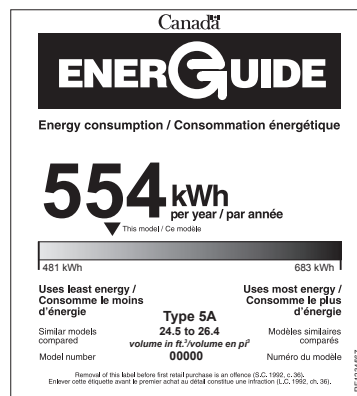 Canada
ENERGUIDE
Energy consumption / Consommation énergétique
554 kWh
per year / par année
This model / Ce modèle
481 kWh 683 kWh
Uses least energy / Uses most energy /
Consomme le moins Consomme le plus
d'énergie d'énergie
Type 5A
Similar models 24.5 to 26.4 Modèles similaires
compared volume in ft.³/volume en pi³ comparés
Model number 00000 Numéro du modèle
Removal of this label before first retail purchase is an offence (S.C. 1992, c. 36).
Enlever cette étiquette avant le premier achat au détail constitue une infraction (L.C. 1992, ch. 36).